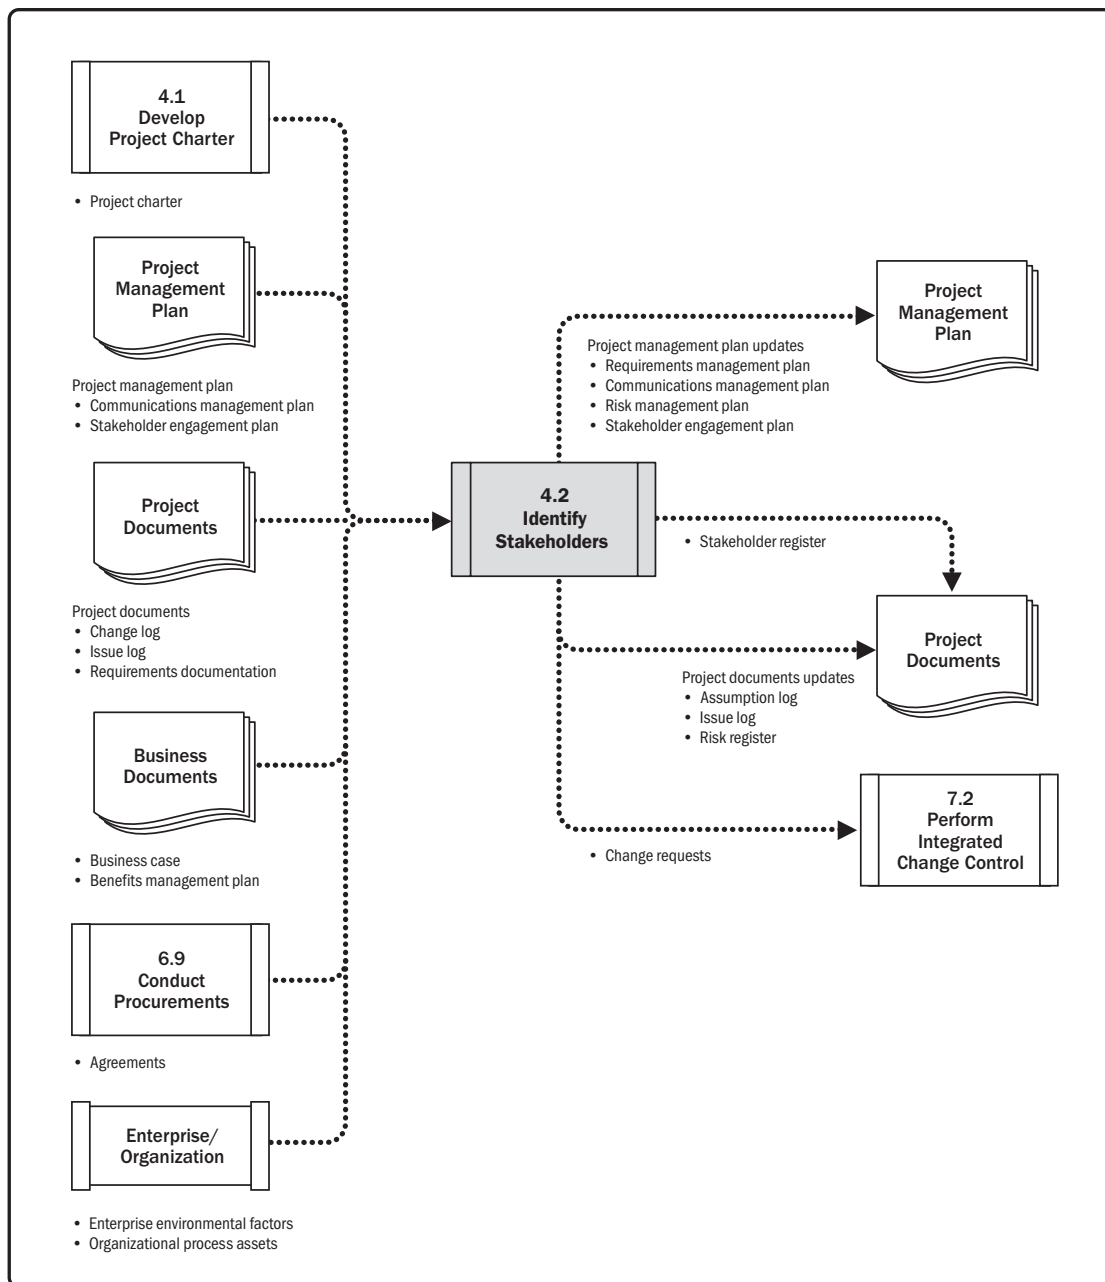 4.1
Develop
Project Charter
• Project charter
Project
Management
Plan
Project management plan
• Communications management plan
• Stakeholder engagement plan
Project
Documents
Project documents
• Change log
• Issue log
• Requirements documentation
Business
Documents
• Business case
• Benefits management plan
6.9
Conduct
Procurements
• Agreements
Enterprise/
Organization
• Enterprise environmental factors
• Organizational process assets
4.2
Identify
Stakeholders
Project management plan updates
• Requirements management plan
• Communications management plan
• Risk management plan
• Stakeholder engagement plan
Project
Management
Plan
• Stakeholder register
Project documents updates
• Assumption log
• Issue log
• Risk register
Project
Documents
• Change requests
7.2
Perform
Integrated
Change Control